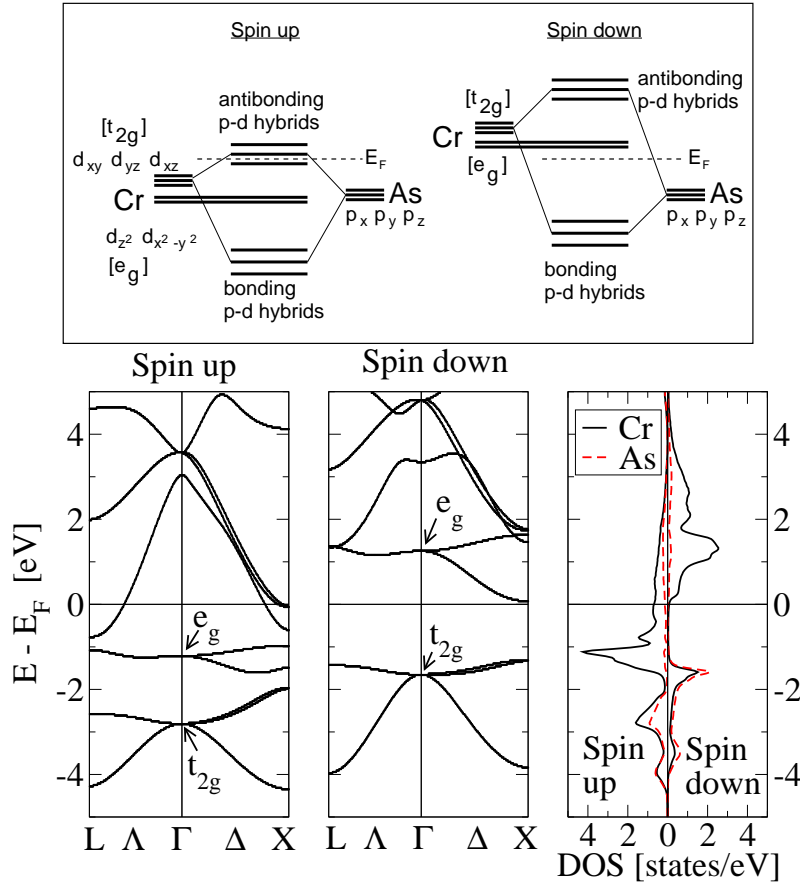 Spin up
Spin down
antibonding
p-d hybrids
[t2g]
dxy dyz dxz
Cr
EF
As
px py pz
dz2 dx2-y2
[eg]
bonding
p-d hybrids
[t2g]
antibonding
p-d hybrids
Cr
[eg]
EF
As
px py pz
bonding
p-d hybrids
Spin up
Spin down
E - EF [eV]
4
2
0
-2
-4
eg
t2g
eg
t2g
Cr
As
Spin up
Spin down
4
2
0
-2
-4
L Λ Γ Δ X
L Λ Γ Δ X
4 2 0 2 4
DOS [states/eV]